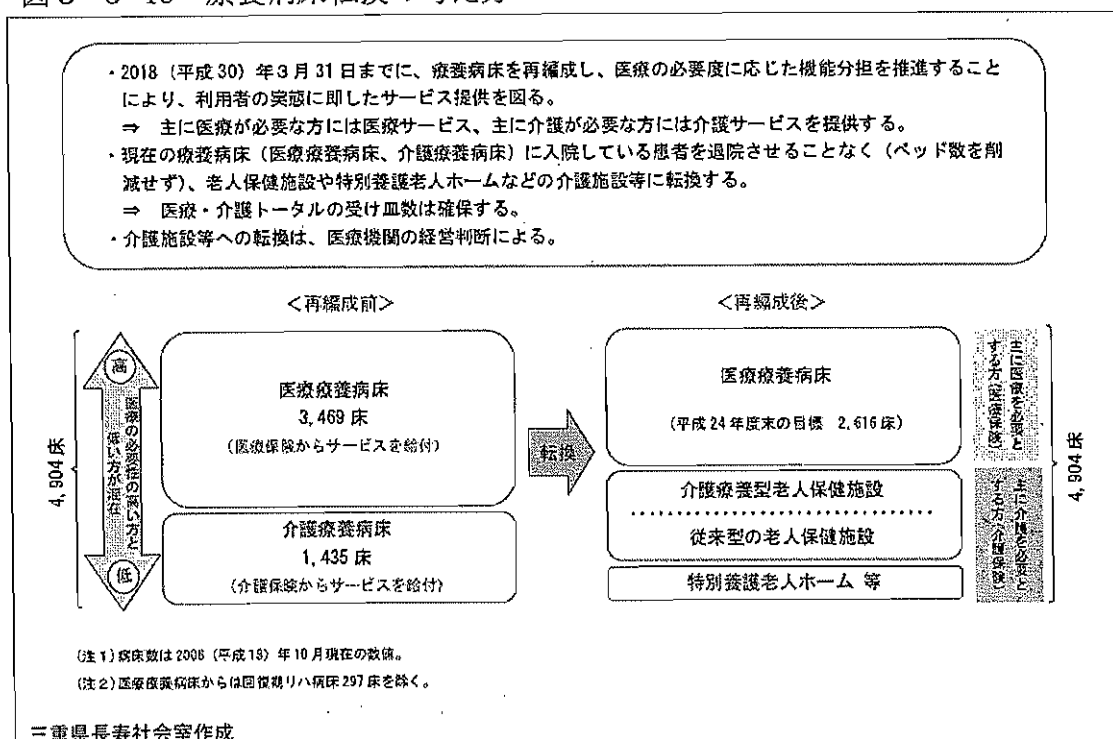 ・2018（平成30）年3月31日までに、療養病床を再編成し、医療の必要度に応じた機能分担を推進すること
により、利用者の実態に即したサービス提供を図る。
⇒ 主に医療が必要な方には医療サービス、主に介護が必要な方には介護サービスを提供する。
・現在の療養病床（医療療養病床、介護療養病床）に入院している患者を退院させることなく（ベッド数を削
減せず）、老人保健施設や特別養護老人ホームなどの介護施設等に転換する。
⇒ 医療・介護トータルの受け皿数は確保する。
・介護施設等への転換は、医療機関の経営判断による。
＜再編成前＞
4,904床
高
医療の必要性の高い方と
低い方が混在
低
医療療養病床
3,469床
（医療保険からサービスを給付）
介護療養病床
1,435床
（介護保険からサービスを給付）
転換
＜再編成後＞
医療療養病床
（平成24年度末の目標 2,616床）
介護療養型老人保健施設
従来型の老人保健施設
特別養護老人ホーム 等
主に医療を必要と
する方（医療保険）
主に介護を必要と
する方（介護保険）
4,904床
（注1）病床数は2006（平成18）年10月現在の数値。
（注2）医療療養病床からは回復期リハ病床297床を除く。
三重県長寿社会室作成